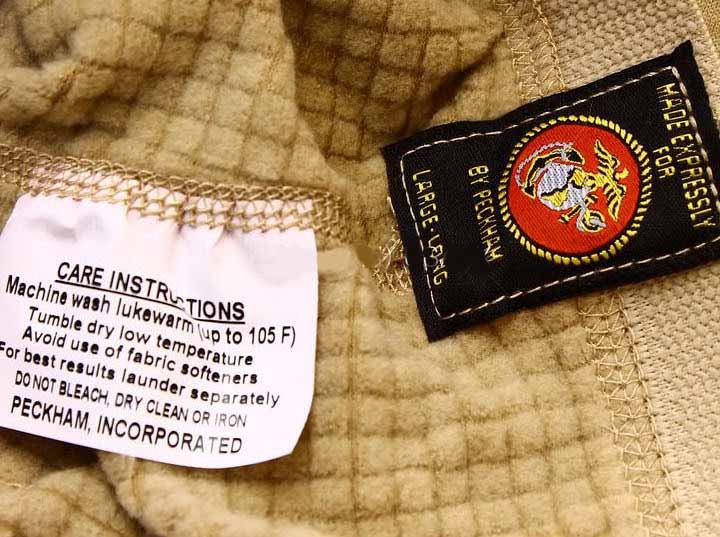 CARE INSTRUCTIONS
Machine wash lukewarm (up to 105 F)
Tumble dry low temperature
Avoid use of fabric softeners
For best results launder separately
DO NOT BLEACH, DRY CLEAN OR IRON
PECKHAM, INCORPORATED
MADE EXPRESSLY
FOR
BY PECKHAM
LARGE LONG